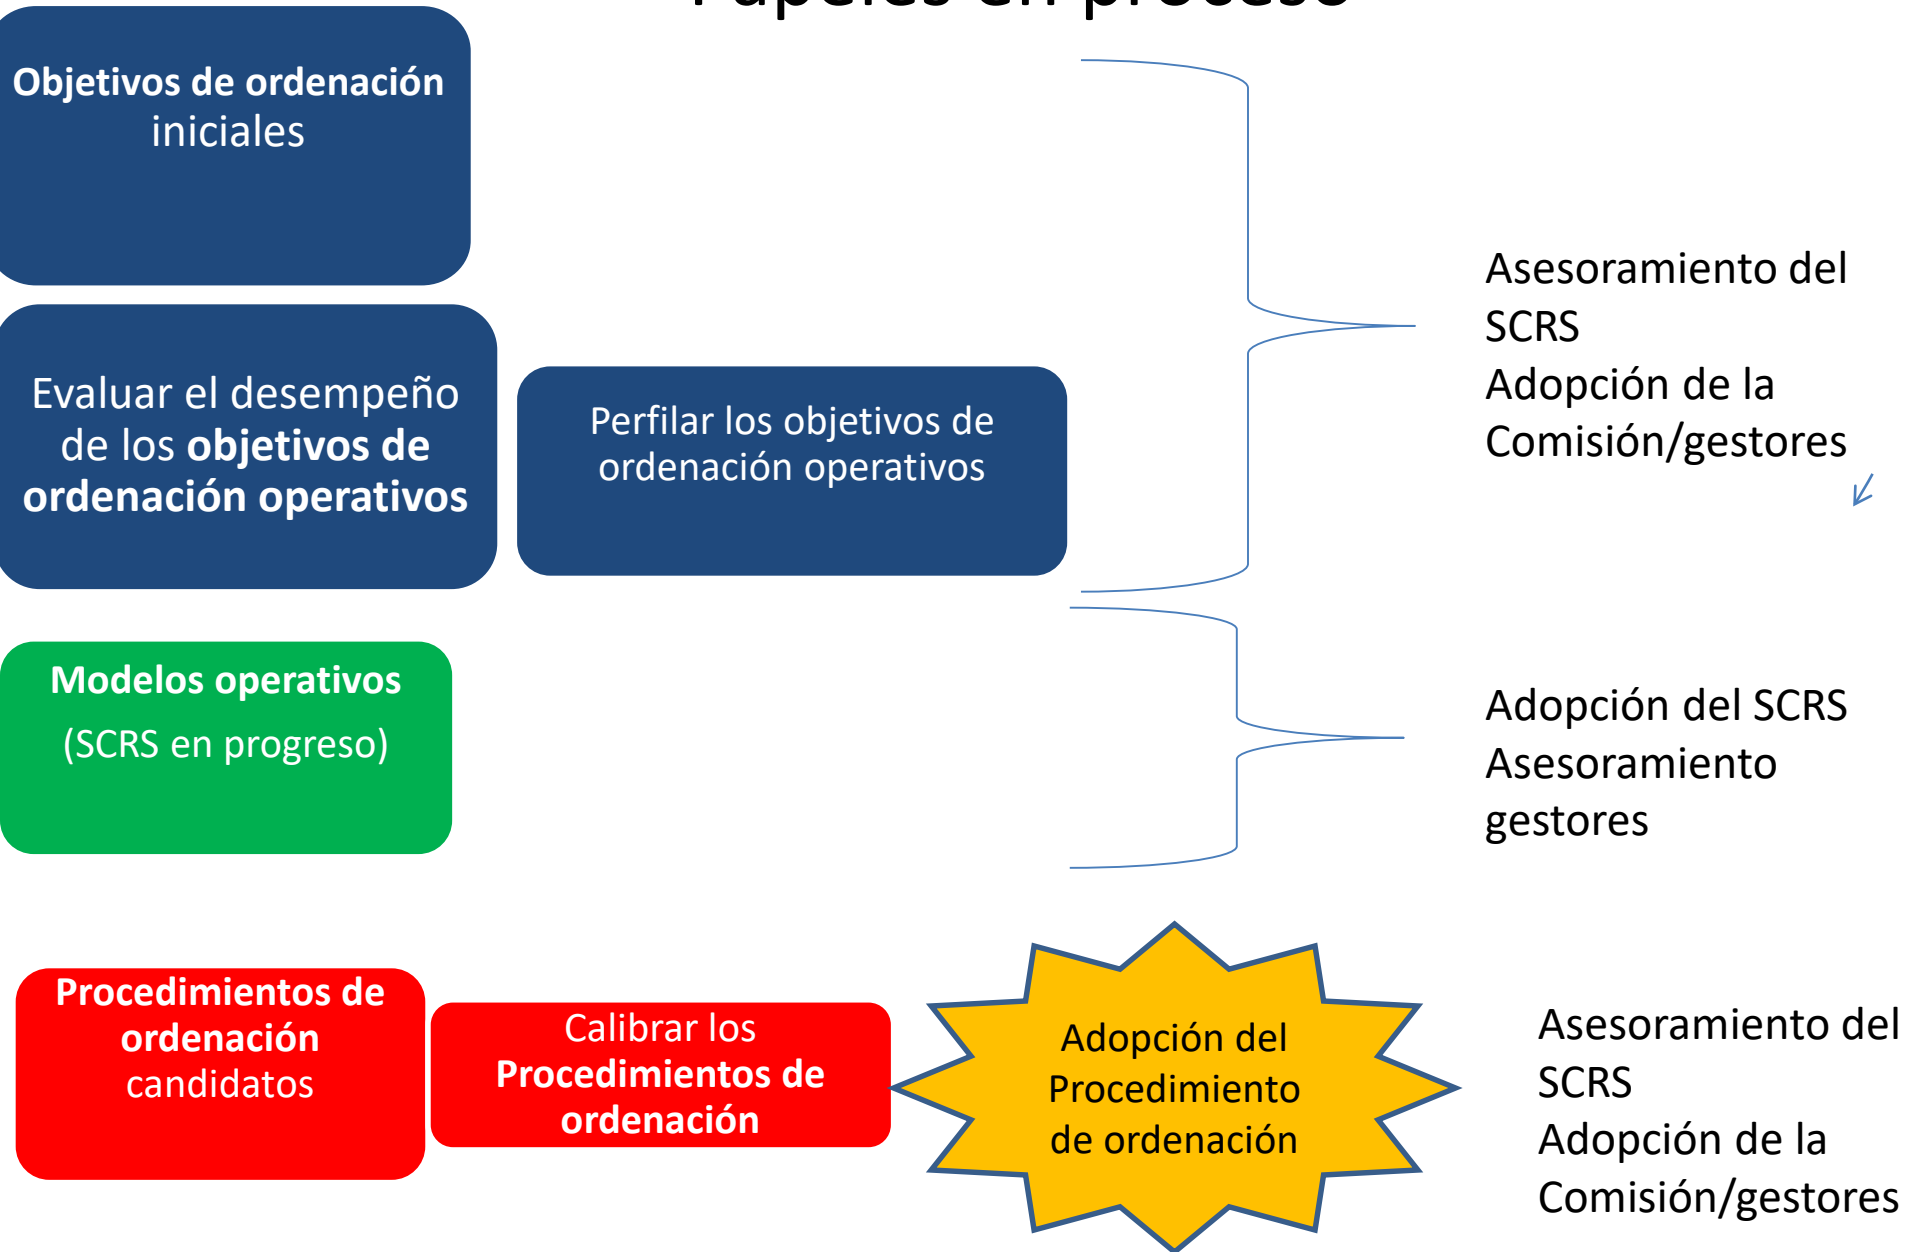 Papeles en proceso
Objetivos de ordenación
iniciales
Evaluar el desempeño
de los objetivos de
ordenación operativos
Perfilar los objetivos de
ordenación operativos
Asesoramiento del
SCRS
Adopción de la
Comisión/gestores
Modelos operativos
(SCRS en progreso)
Adopción del SCRS
Asesoramiento
gestores
Procedimientos de
ordenación
candidatos
Calibrar los
Procedimientos de
ordenación
Adopción del
Procedimiento
de ordenación
Asesoramiento del
SCRS
Adopción de la
Comisión/gestores